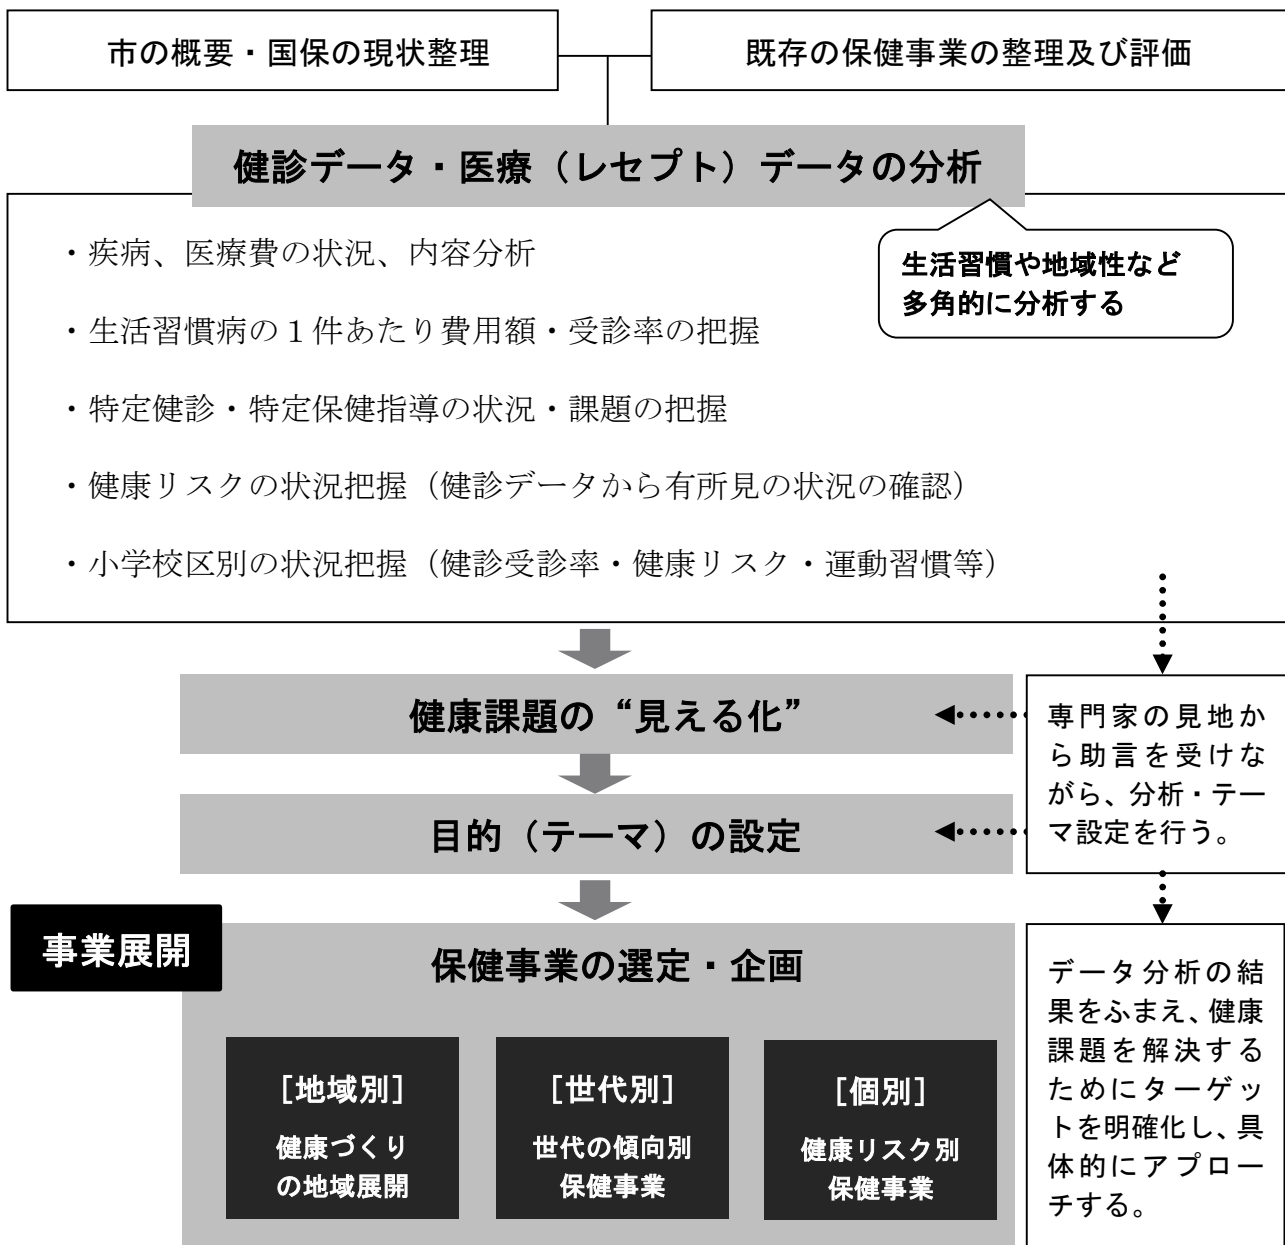 市の概要・国保の現状整理
既存の保健事業の整理及び評価
健診データ・医療（レセプト）データの分析
生活習慣や地域性など
多角的に分析する
・疾病、医療費の状況、内容分析
・生活習慣病の１件あたり費用額・受診率の把握
・特定健診・特定保健指導の状況・課題の把握
・健康リスクの状況把握（健診データから有所見の状況の確認）
・小学校区別の状況把握（健診受診率・健康リスク・運動習慣等）
健康課題の“見える化”
目的（テーマ）の設定
専門家の見地か
ら助言を受けな
がら、分析・テー
マ設定を行う。
事業展開
保健事業の選定・企画
［地域別］
健康づくり
の地域展開
［世代別］
世代の傾向別
保健事業
［個別］
健康リスク別
保健事業
データ分析の結
果をふまえ、健康
課題を解決する
ためにターゲッ
トを明確化し、具
体的にアプロー
チする。